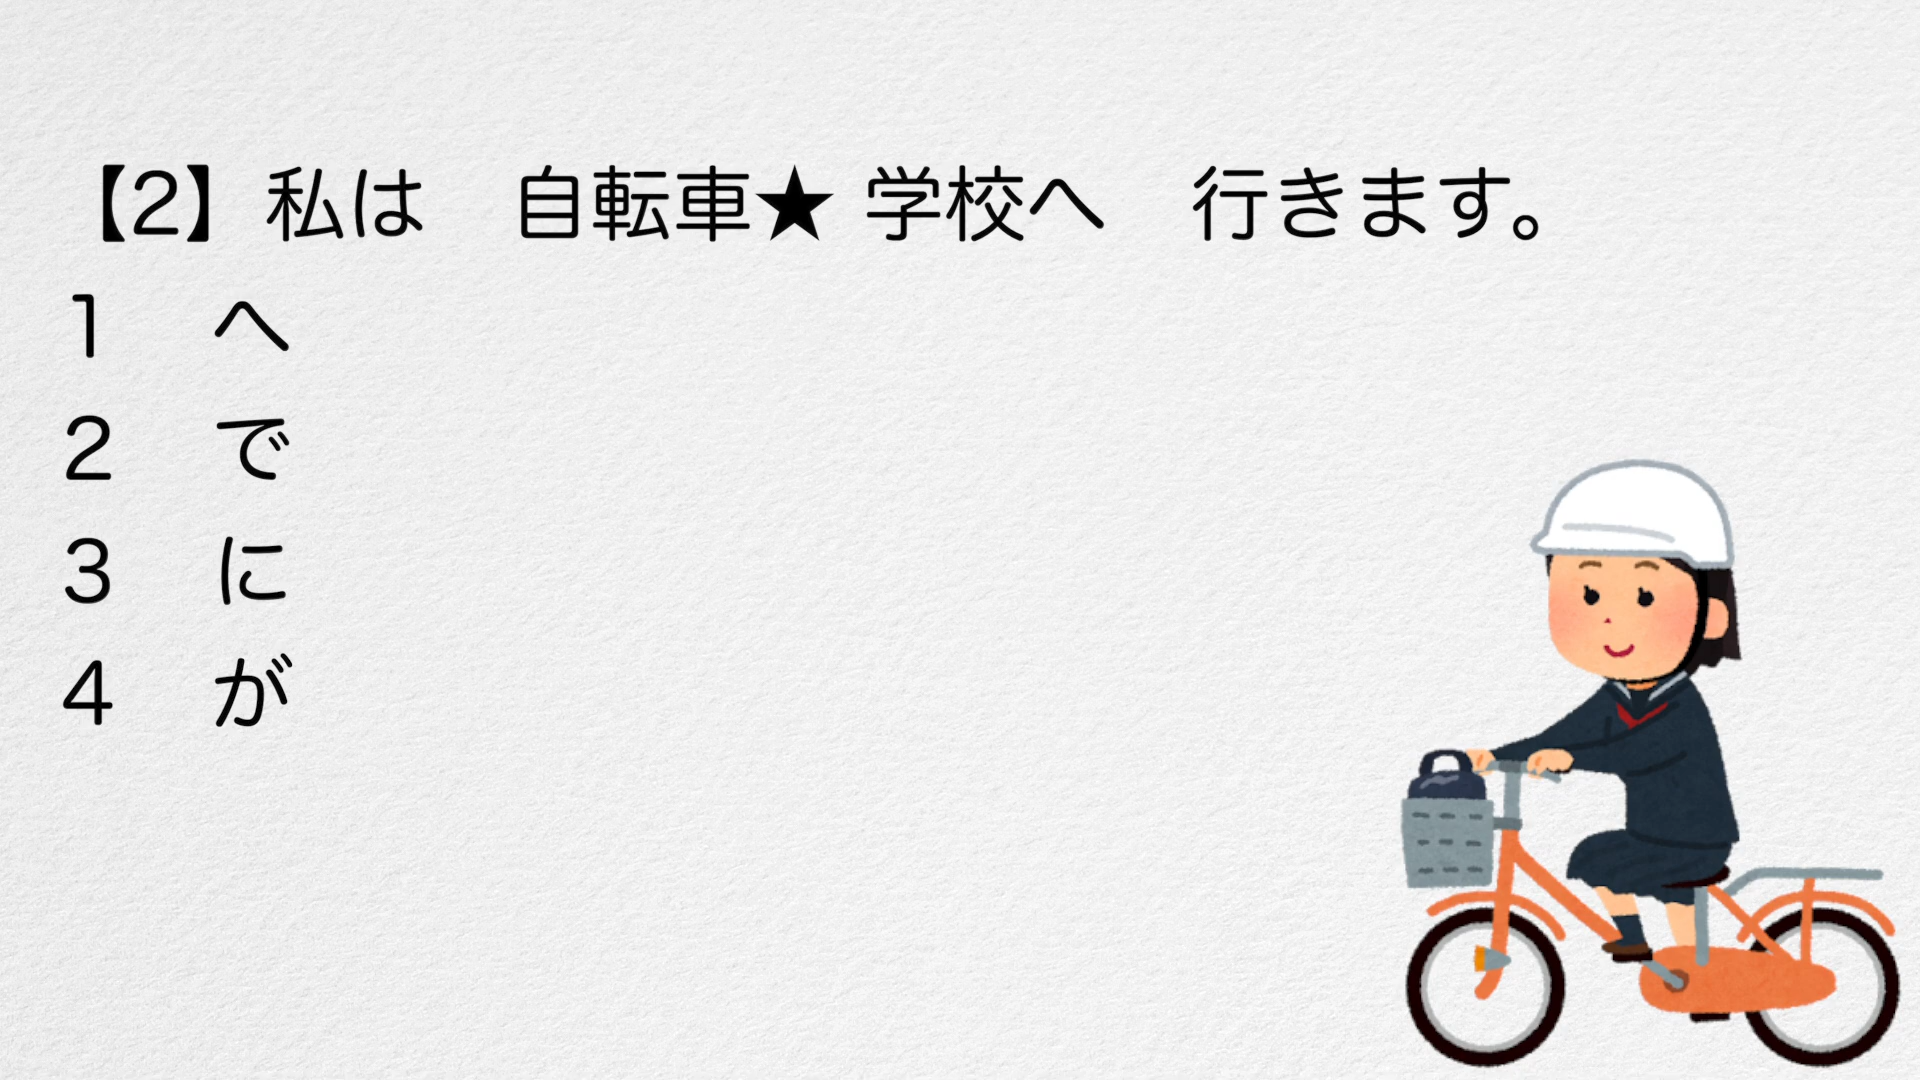 【2】私は　自転車★ 学校へ　行きます。
1　へ
2　で
3　に
4　が